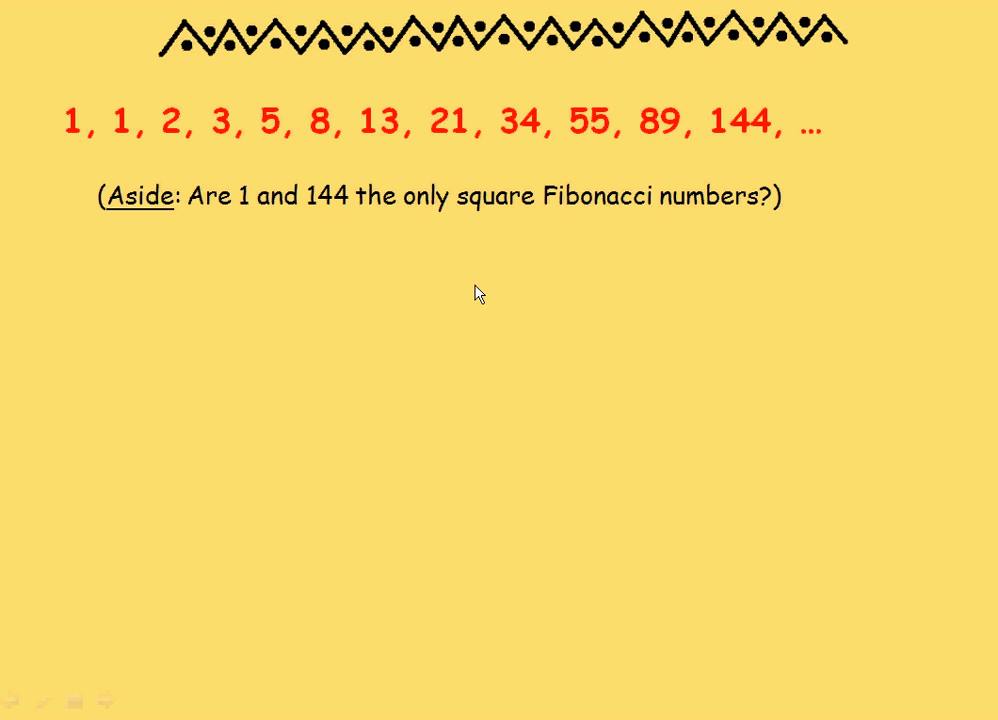 1, 1, 2, 3, 5, 8, 13, 21, 34, 55, 89, 144, ...
(Aside: Are 1 and 144 the only square Fibonacci numbers?)